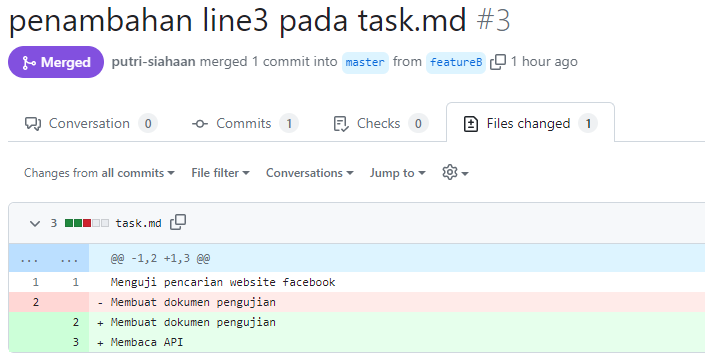 penambahan line3 pada task.md #3
Merged putri-siahaan merged 1 commit into master from featureB 1 hour ago
Conversation 0 Commits 1 Checks 0 Files changed 1
Changes from all commits File filter Conversations Jump to
3 task.md
... ... @@ -1,2 +1,3 @@
1 1 Menguji pencarian website facebook
2 - Membuat dokumen pengujian
2 + Membuat dokumen pengujian
3 + Membaca API